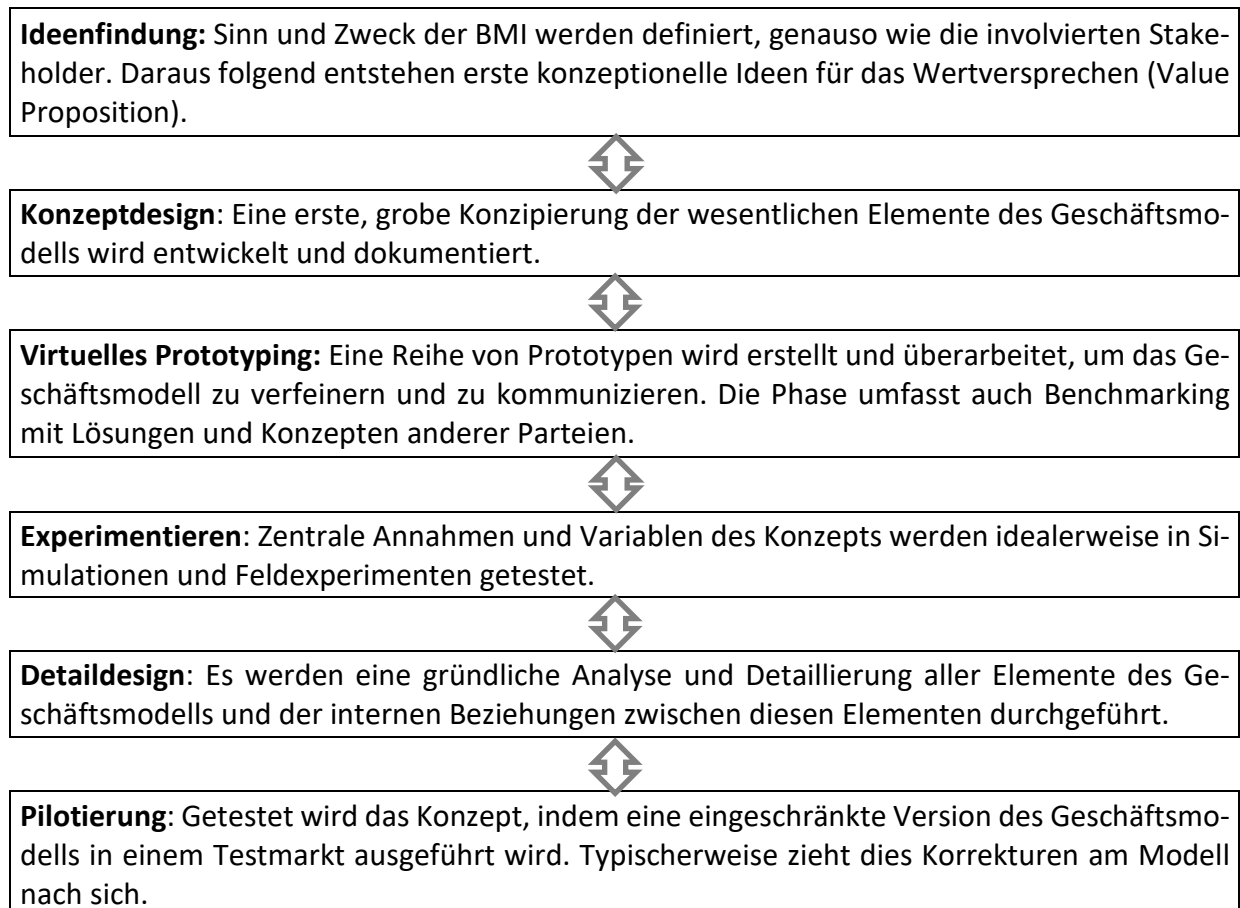 Ideenfindung: Sinn und Zweck der BMI werden definiert, genauso wie die involvierten Stake-
holder. Daraus folgend entstehen erste konzeptionelle Ideen für das Wertversprechen (Value
Proposition).
Konzeptdesign: Eine erste, grobe Konzipierung der wesentlichen Elemente des Geschäftsmo-
dells wird entwickelt und dokumentiert.
Virtuelles Prototyping: Eine Reihe von Prototypen wird erstellt und überarbeitet, um das Ge-
schäftsmodell zu verfeinern und zu kommunizieren. Die Phase umfasst auch Benchmarking
mit Lösungen und Konzepten anderer Parteien.
Experimentieren: Zentrale Annahmen und Variablen des Konzepts werden idealerweise in Si-
mulationen und Feldexperimenten getestet.
Detaildesign: Es werden eine gründliche Analyse und Detaillierung aller Elemente des Ge-
schäftsmodells und der internen Beziehungen zwischen diesen Elementen durchgeführt.
Pilotierung: Getestet wird das Konzept, indem eine eingeschränkte Version des Geschäftsmo-
dells in einem Testmarkt ausgeführt wird. Typischerweise zieht dies Korrekturen am Modell
nach sich.